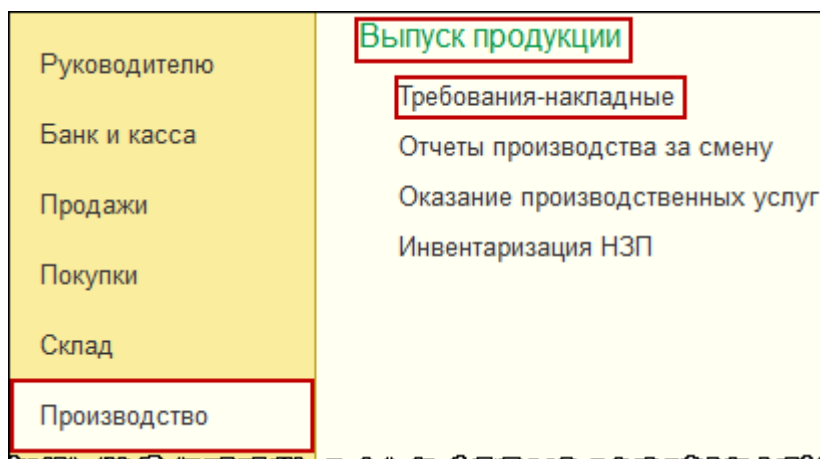 Руководителю
Банк и касса
Продажи
Покупки
Склад
Производство
Выпуск продукции
Требования-накладные
Отчеты производства за смену
Оказание производственных услуг
Инвентаризация НЗП